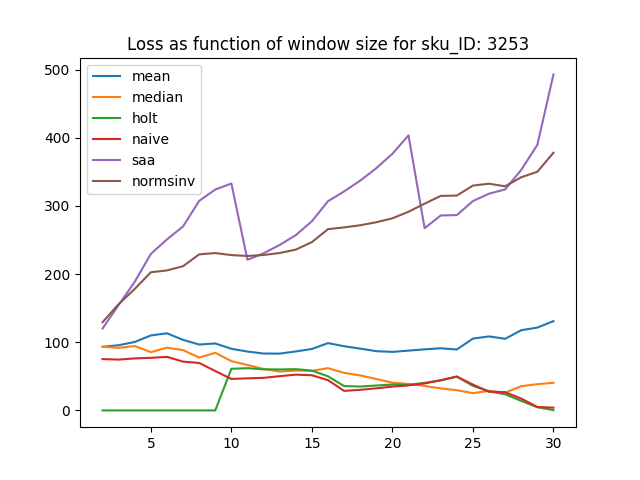 Loss as function of window size for sku_ID: 3253
mean
median
holt
naive
saa
normsinv
500
400
300
200
100
0
5
10
15
20
25
30